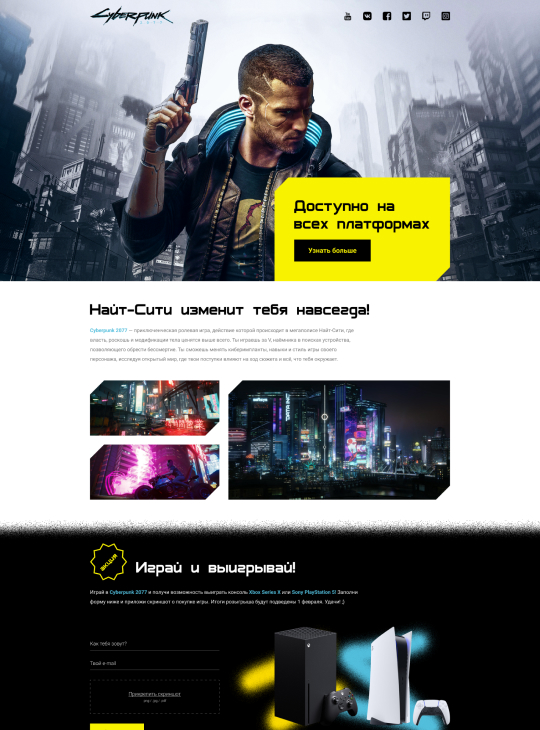 Cyberpunk
Доступно на
всех платформах
Узнать больше
Найт-Сити изменит тебя навсегда!
Cyberpunk 2077 — приключенческая ролевая игра, действие которой происходит в мегаполисе Найт-Сити, где
власть, роскошь и модификации тела ценятся выше всего. Ты играешь за V, наёмника в поисках устройства,
позволяющего обрести бессмертие. Ты сможешь менять киберимпланты, навыки и стиль игры своего
персонажа, исследуя открытый мир, где твои поступки влияют на ход сюжета и всё, что тебя окружает.
АКЦИЯ
Играй и выигрывай!
Играй в Cyberpunk 2077 и получи возможность выиграть консоль Xbox Series X или Sony PlayStation 5! Заполни
форму ниже и приложи скриншот о покупке игры. Итоги розыгрыша будут подведены 1 февраля. Удачи! ;)
Как тебя зовут?
Твой e-mail
Прикрепить скриншот